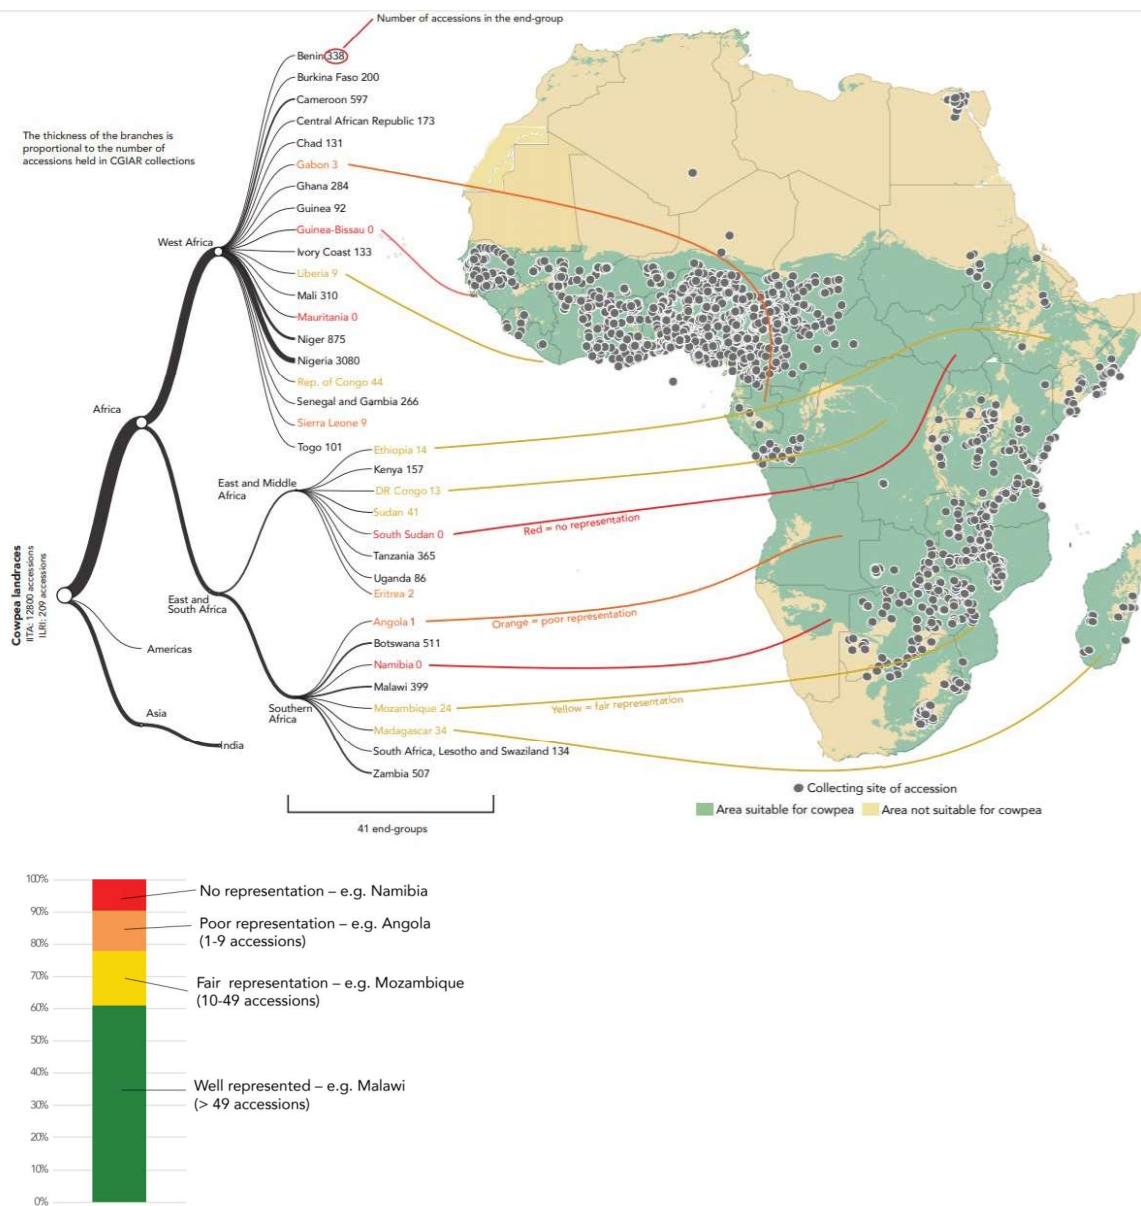 Number of accessions in the end-group
The thickness of the branches is
proportional to the number of
accessions held in CGIAR collections
Benin 338
Burkina Faso 200
Cameroon 597
Central African Republic 173
Chad 131
Gabon 3
Ghana 284
Guinea 92
Guinea-Bissau 0
West Africa
Ivory Coast 133
Liberia 9
Mali 310
Mauritania 0
Niger 875
Nigeria 3080
Rep. of Congo 44
Senegal and Gambia 266
Sierra Leone 9
Togo 101
Africa
East and Middle
Africa
Ethiopia 14
Kenya 157
DR Congo 13
Sudan 41
South Sudan 0
Tanzania 365
Uganda 86
Eritrea 2
Red = no representation
Cowpea landraces
IITA: 12800 accessions
ILRI: 209 accessions
East and
South Africa
Angola 1
Botswana 511
Namibia 0
Malawi 399
Mozambique 24
Madagascar 34
South Africa, Lesotho and Swaziland 134
Zambia 507
Orange = poor representation
Yellow = fair representation
Southern
Africa
Americas
Asia
India
41 end-groups
Collecting site of accession
Area suitable for cowpea
Area not suitable for cowpea
100%
90%
80%
70%
60%
50%
40%
30%
20%
10%
0%
No representation – e.g. Namibia
Poor representation – e.g. Angola
(1-9 accessions)
Fair representation – e.g. Mozambique
(10-49 accessions)
Well represented – e.g. Malawi
(> 49 accessions)